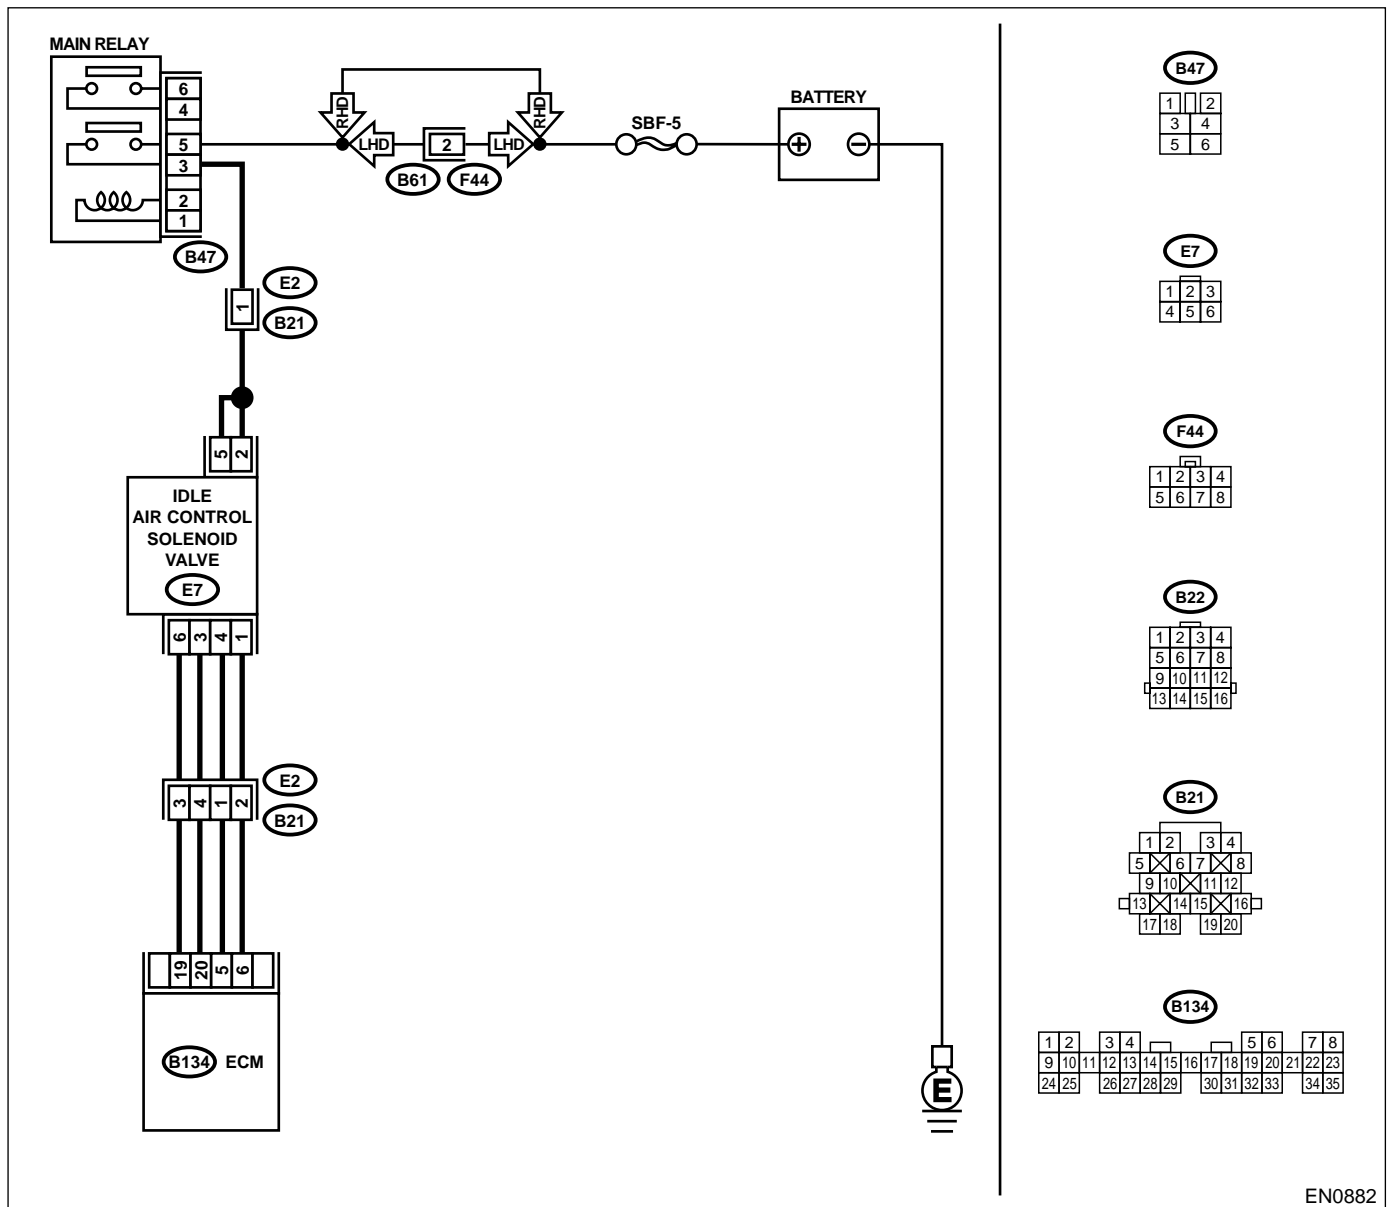 MAIN RELAY
6
4
5
3
2
1
B47
RHD
RHD
LHD
2
LHD
B61
F44
SBF-5
BATTERY
+
−
1
E2
B21
5 2
IDLE
AIR CONTROL
SOLENOID
VALVE
E7
6 3 4 1
3 4 1 2
E2
B21
19 20 5 6
B134 ECM
E
B47
1 2
3 4
5 6
E7
1 2 3
4 5 6
F44
1 2 3 4
5 6 7 8
B22
1 2 3 4
5 6 7 8
9 10 11 12
13 14 15 16
B21
1 2 3 4
5 6 7 8
9 10 11 12
13 14 15 16
17 18 19 20
B134
1 2 3 4 5 6 7 8
9 10 11 12 13 14 15 16 17 18 19 20 21 22 23
24 25 26 27 28 29 30 31 32 33 34 35
EN0882